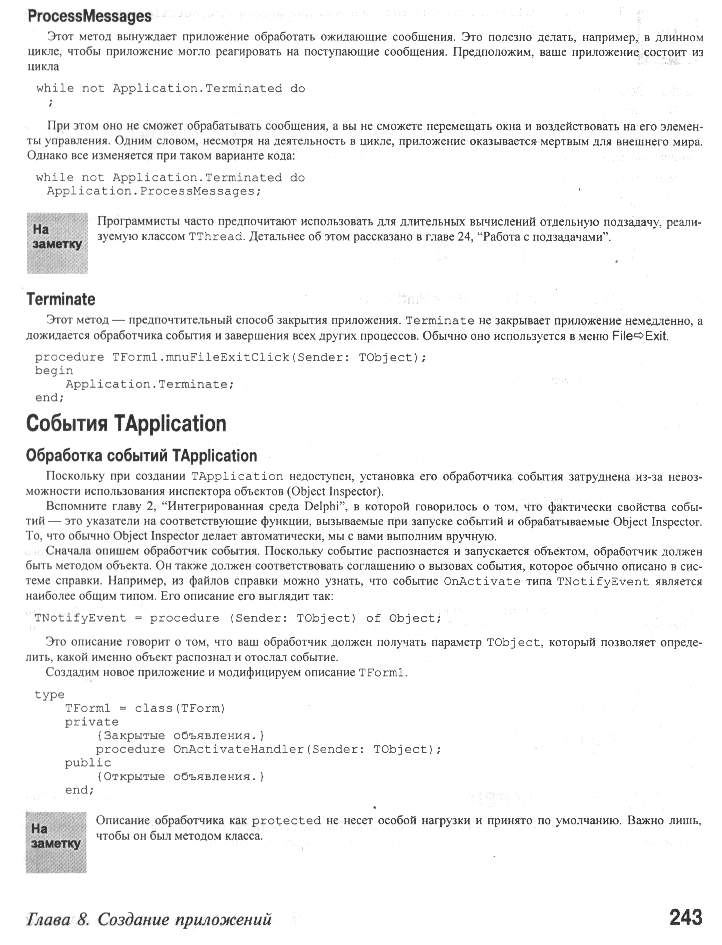 ProcessMessages
Этот метод вынуждает приложение обработать ожидающие сообщения. Это полезно делать, например, в длинном
цикле, чтобы приложение могло реагировать на поступающие сообщения. Предположим, ваше приложение состоит из
цикла
while not Application.Terminated do
;
При этом оно не сможет обрабатывать сообщения, а вы не сможете перемещать окна и воздействовать на его элемен-
ты управления. Одним словом, несмотря на деятельность в цикле, приложение оказывается мертвым для внешнего мира.
Однако все изменяется при таком варианте кода:
while not Application.Terminated do
Application.ProcessMessages;
На
заметку
Программисты часто предпочитают использовать для длительных вычислений отдельную подзадачу, реали-
зуемую классом TThread. Детальнее об этом рассказано в главе 24, “Работа с подзадачами”.
Terminate
Этот метод — предпочтительный способ закрытия приложения. Terminate не закрывает приложение немедленно, а
дожидается обработчика события и завершения всех других процессов. Обычно оно используется в меню File⇨Exit.
procedure TForm1.mnuFileExitClick(Sender: TObject);
begin
Application.Terminate;
end;
События TApplication
Обработка событий TApplication
Поскольку при создании TApplication недоступен, установка его обработчика события затруднена из-за невоз-
можности использования инспектора объектов (Object Inspector).
Вспомните главу 2, “Интегрированная среда Delphi”, в которой говорилось о том, что фактически свойства собы-
тий — это указатели на соответствующие функции, вызываемые при запуске событий и обрабатываемые Object Inspector.
То, что обычно Object Inspector делает автоматически, мы с вами выполним вручную.
Сначала опишем обработчик события. Поскольку событие распознается и запускается объектом, обработчик должен
быть методом объекта. Он также должен соответствовать соглашению о вызовах события, которое обычно описано в сис-
теме справки. Например, из файлов справки можно узнать, что событие OnActivate типа TNotifyEvent является
наиболее общим типом. Его описание его выглядит так:
TNotifyEvent = procedure (Sender: TObject) of Object;
Это описание говорит о том, что ваш обработчик должен получать параметр TObject, который позволяет опреде-
лить, какой именно объект распознал и отослал событие.
Создадим новое приложение и модифицируем описание TForm1.
type
TForm1 = class(TForm)
private
{Закрытые объявления.}
procedure OnActivateHandler(Sender: TObject);
public
{Открытые объявления.}
end;
На
заметку
Описание обработчика как protected не несет особой нагрузки и принято по умолчанию. Важно лишь,
чтобы он был методом класса.
Глава 8. Создание приложений
243